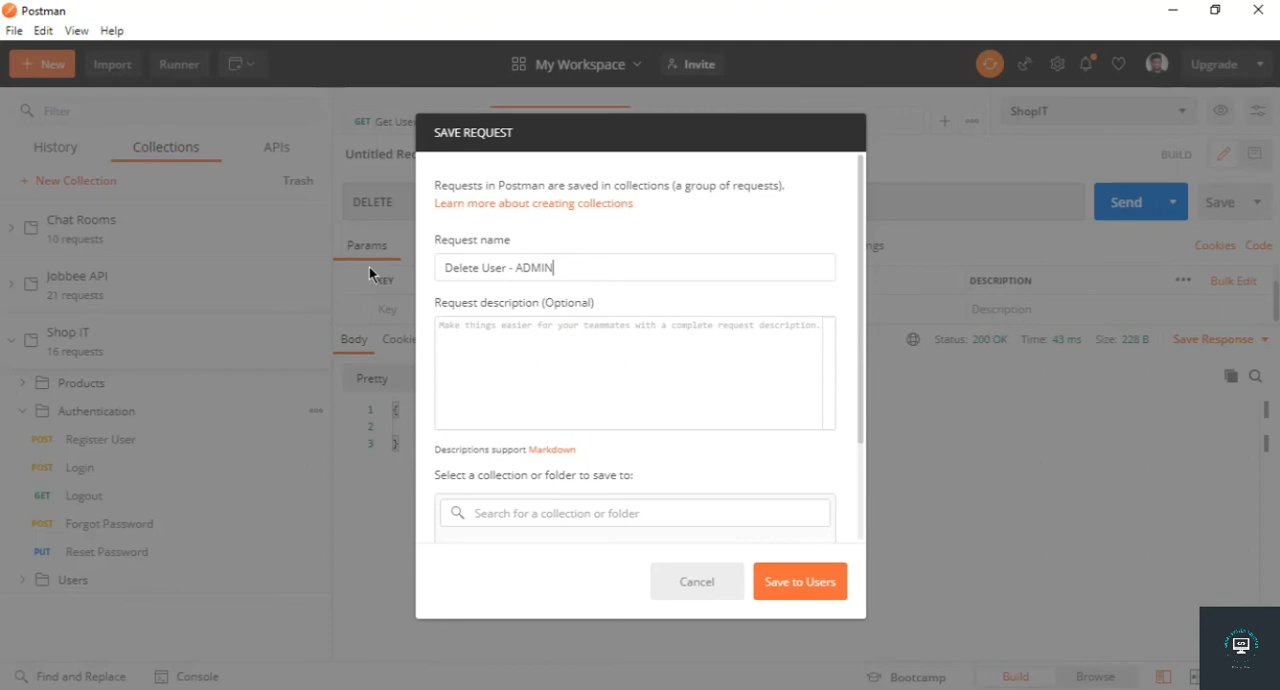 Postman
File Edit View Help
+ New Import Runner My Workspace Invite Upgrade
Filter
GET Get User
ShopIT
History Collections APIs
Untitled Rec
BUILD
+ New Collection Trash
DELETE
Send Save
Chat Rooms
10 requests
Params
ngs
Cookies Code
Jobbee API
21 requests
KEY
DESCRIPTION
Bulk Edit
Key
Description
Shop IT
16 requests
Body Cookie
Status: 200 OK Time: 43 ms Size: 228 B Save Response
Pretty
1 {
2
3 }
Products
Authentication
POST Register User
POST Login
GET Logout
POST Forgot Password
PUT Reset Password
Users
SAVE REQUEST
Requests in Postman are saved in collections (a group of requests).
Learn more about creating collections
Request name
Delete User - ADMIN
Request description (Optional)
Make things easier for your teammates with a complete request description.
Descriptions support Markdown
Select a collection or folder to save to:
Search for a collection or folder
Cancel Save to Users
Find and Replace Console Bootcamp Build Browse